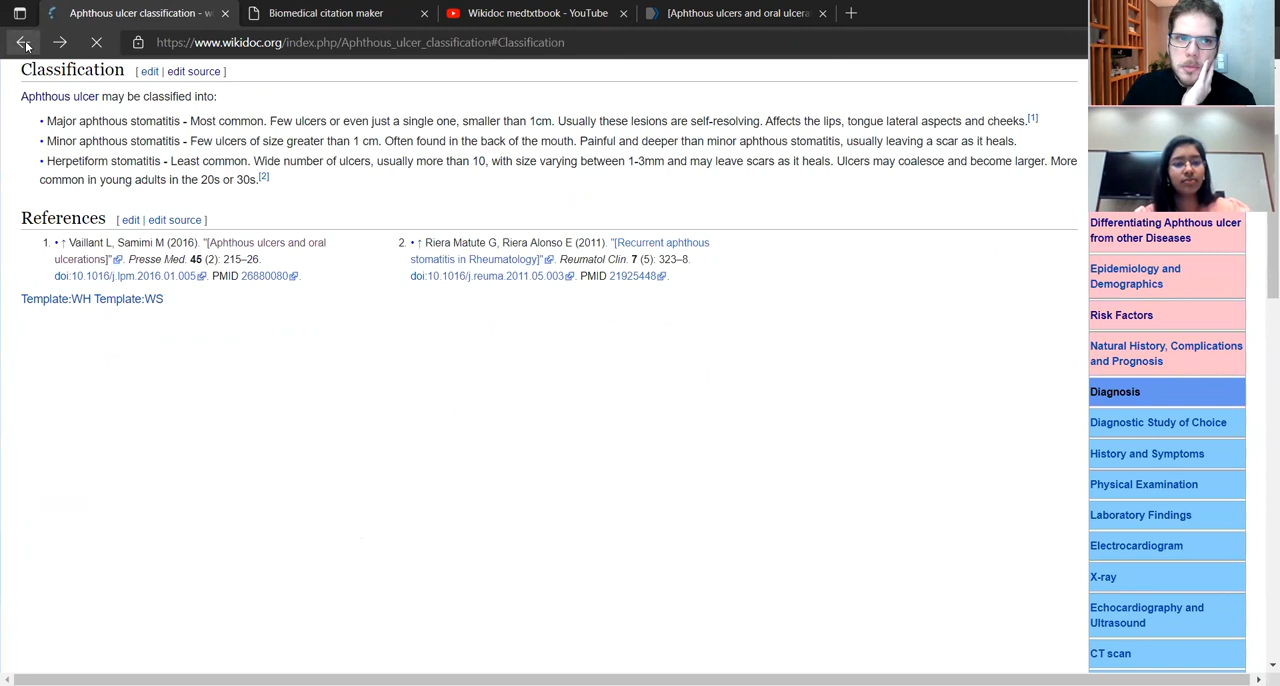 Aphthous ulcer classification - w
Biomedical citation maker
Wikidoc medtxtbook - YouTube
[Aphthous ulcers and oral ulcera
https://www.wikidoc.org/index.php/Aphthous_ulcer_classification#Classification
Classification [ edit | edit source ]
Aphthous ulcer may be classified into:
• Major aphthous stomatitis - Most common. Few ulcers or even just a single one, smaller than 1cm. Usually these lesions are self-resolving. Affects the lips, tongue lateral aspects and cheeks.[1]
• Minor aphthous stomatitis - Few ulcers of size greater than 1 cm. Often found in the back of the mouth. Painful and deeper than minor aphthous stomatitis, usually leaving a scar as it heals.
• Herpetiform stomatitis - Least common. Wide number of ulcers, usually more than 10, with size varying between 1-3mm and may leave scars as it heals. Ulcers may coalesce and become larger. More
common in young adults in the 20s or 30s.[2]
References [ edit | edit source ]
1. • ↑ Vaillant L, Samimi M (2016). "[Aphthous ulcers and oral
ulcerations]". Presse Med. 45 (2): 215–26.
doi:10.1016/j.lpm.2016.01.005. PMID 26880080.
2. • ↑ Riera Matute G, Riera Alonso E (2011). "[Recurrent aphthous
stomatitis in Rheumatology]". Reumatol Clin. 7 (5): 323–8.
doi:10.1016/j.reuma.2011.05.003. PMID 21925448.
Template:WH Template:WS
Differentiating Aphthous ulcer
from other Diseases
Epidemiology and
Demographics
Risk Factors
Natural History, Complications
and Prognosis
Diagnosis
Diagnostic Study of Choice
History and Symptoms
Physical Examination
Laboratory Findings
Electrocardiogram
X-ray
Echocardiography and
Ultrasound
CT scan